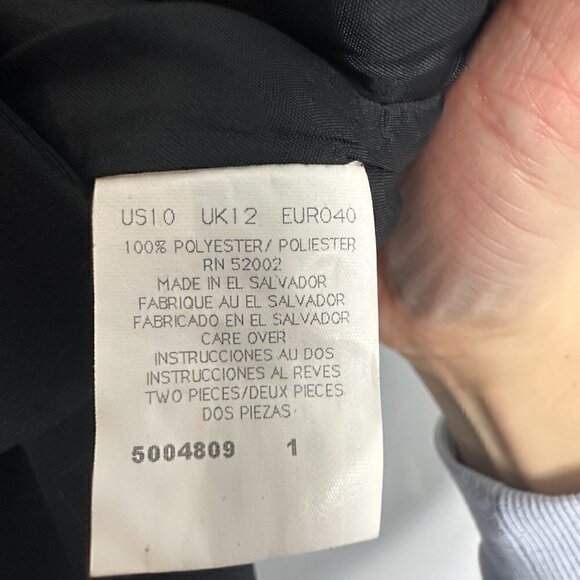 US10 UK12 EURO40
100% POLYESTER/ POLIESTER
RN 52002
MADE IN EL SALVADOR
FABRIQUE AU EL SALVADOR
FABRICADO EN EL SALVADOR
CARE OVER
INSTRUCCIONES AU DOS
INSTRUCCIONES AL REVES
TWO PIECES/DEUX PIECES
DOS PIEZAS
5004809 1